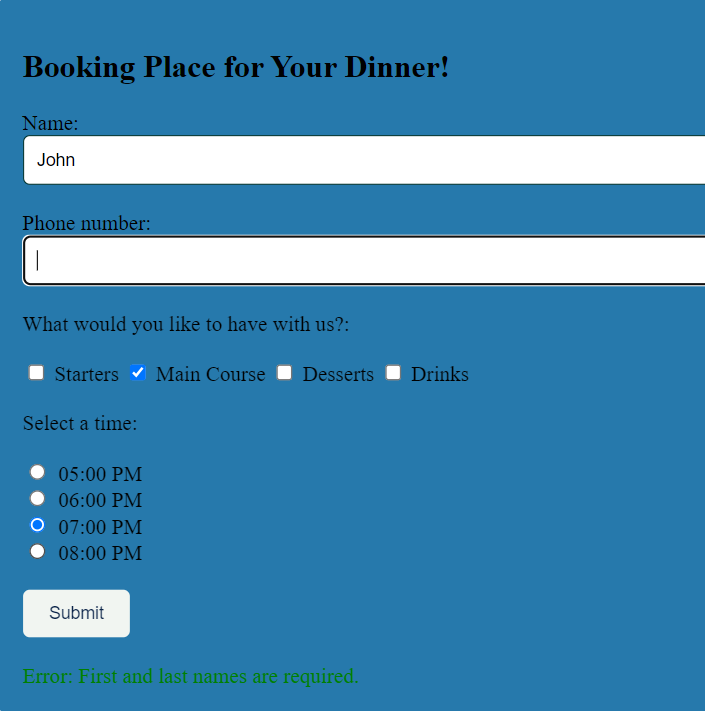 Booking Place for Your Dinner!
Name:
John
Phone number:
What would you like to have with us?:
Starters Main Course Desserts Drinks
Select a time:
05:00 PM
06:00 PM
07:00 PM
08:00 PM
Submit
Error: First and last names are required.